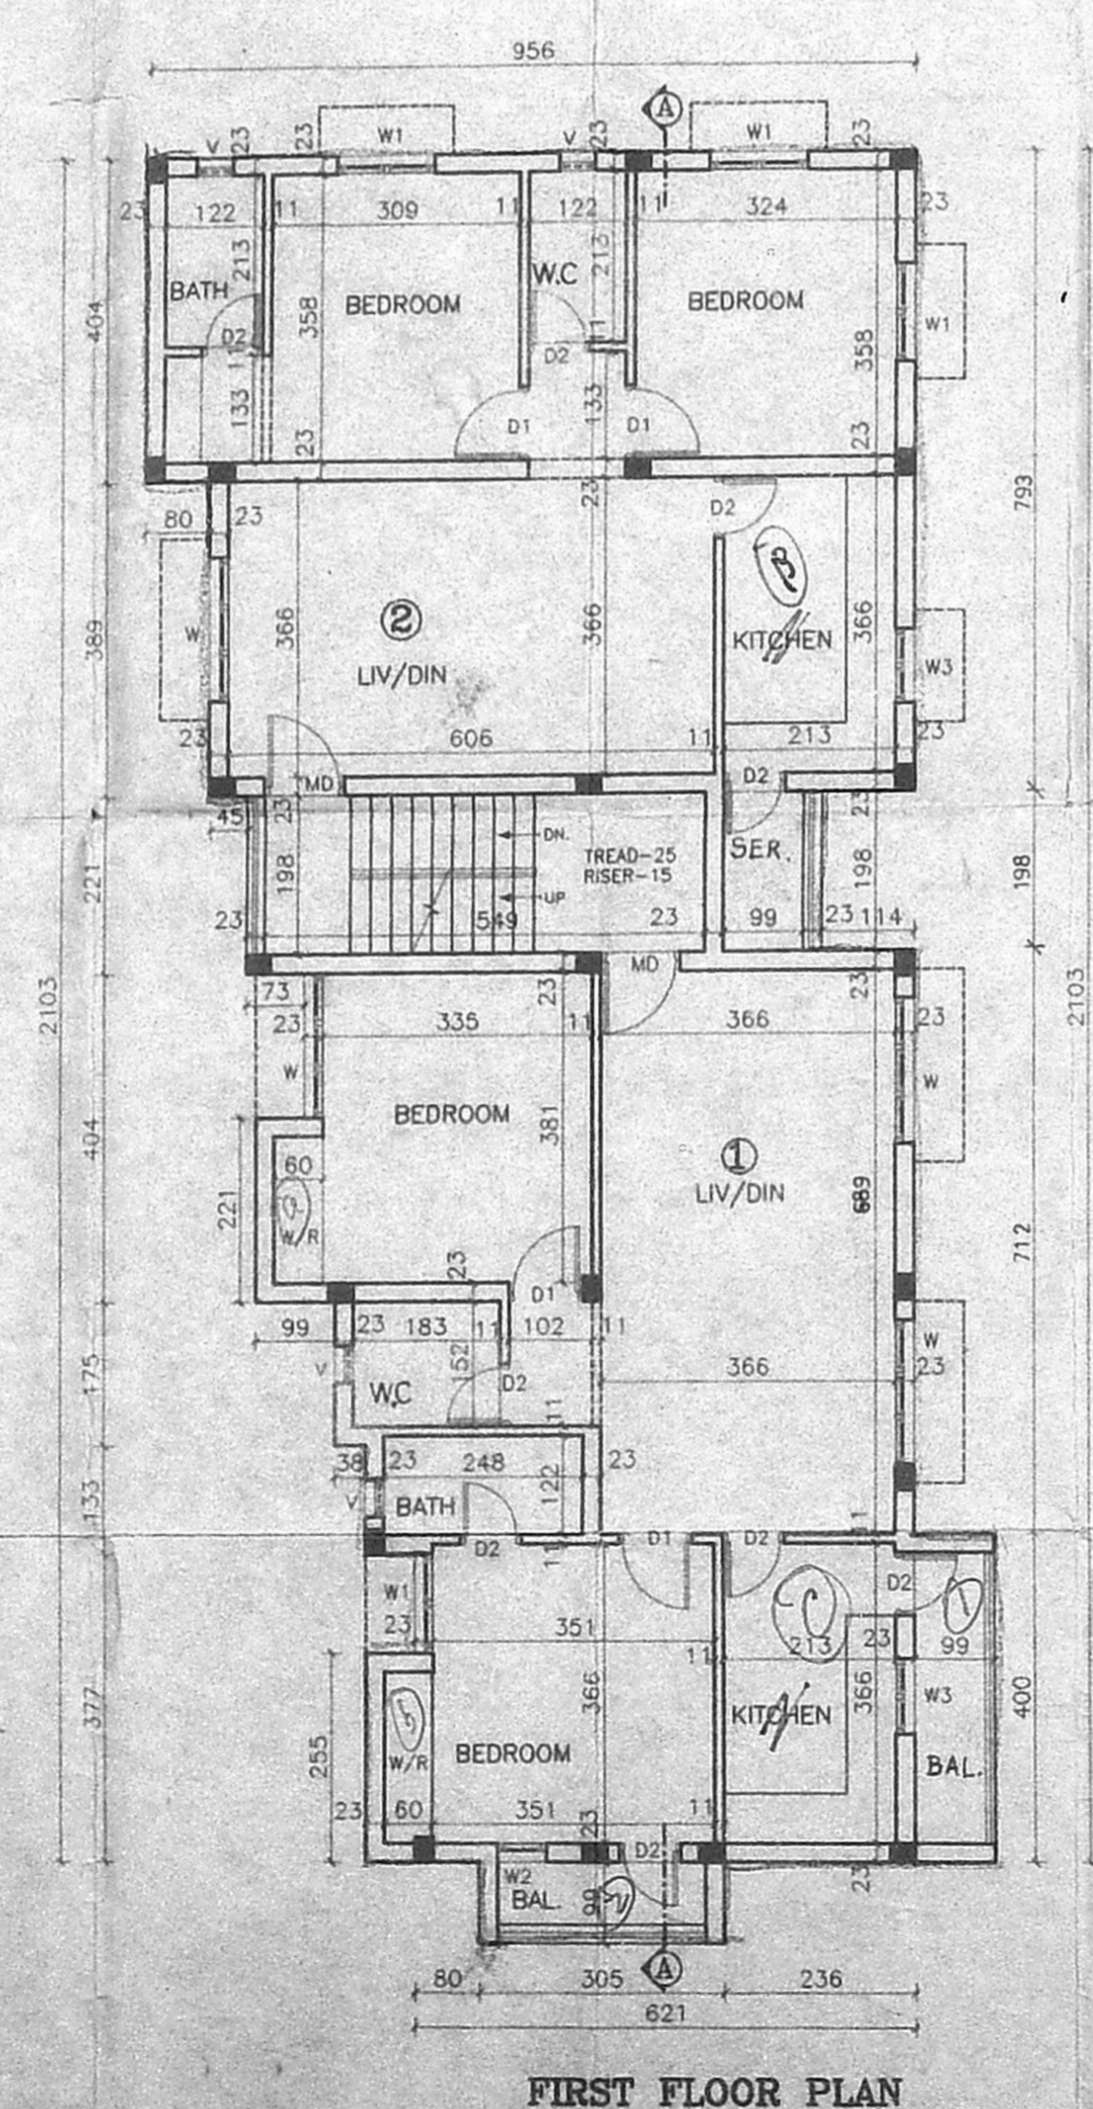 956
A
W1 V W1
23 23 23 23
23 122 11 309 11 122 11 324 23
213 213
BATH BEDROOM W.C BEDROOM
W1
404 358 358
D2 11 D2 11
133 D1 133 D1
23 23
793
80 23 23 D2
B
389 W 366 366 KITCHEN 366
2
LIV/DIN
W3
23 606 11 213 23
MD D2
45 23 23
221 198 DN. TREAD-25 SER. 198 198
RISER-15
UP
23 549 23 99 23 114
MD
73 23 23
23 335 11 366 23
2103 2103
W W
BEDROOM 381
404 1
60 LIV/DIN 689
221 W/R 712
23
D1
99 23 183 11 102 11 W
V 152 366 23
175 W.C D2
11
38 23 248 23
133 V BATH 122
D2 D1 D2 11
11
W1 C D2
23 351 213 23 99
11
366 366 W3
377 KITCHEN 400
W/R BEDROOM BAL.
255
23 60 351 23 11
D2
W2 23
BAL. 99
A
80 305 236
621
FIRST FLOOR PLAN